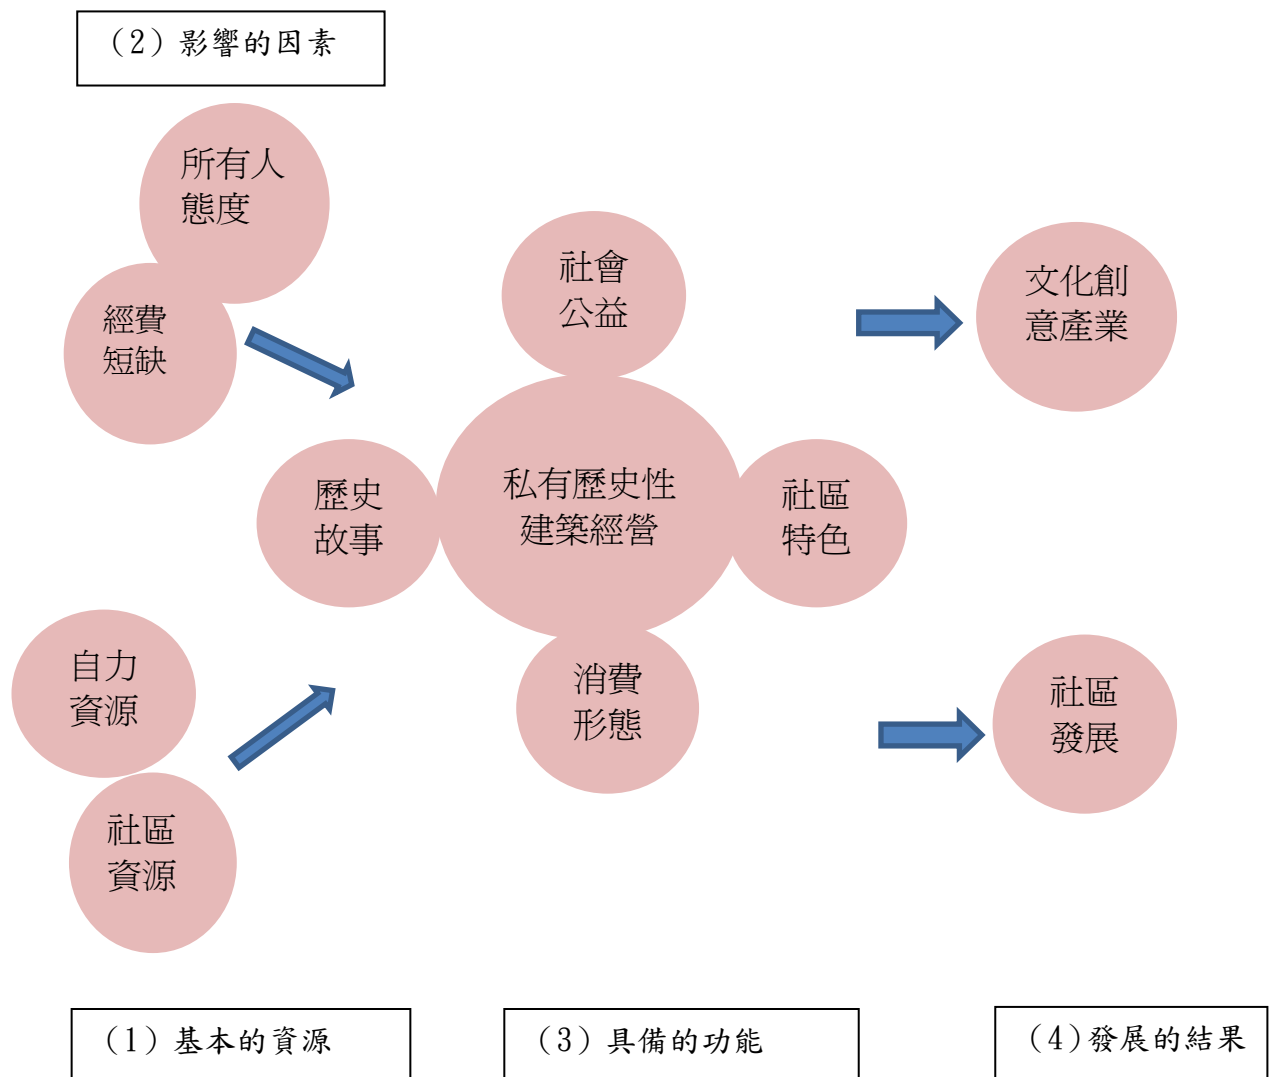 （2）影響的因素
所有人
態度
經費
短缺
社會
公益
文化創
意產業
歷史
故事
私有歷史性
建築經營
社區
特色
自力
資源
消費
形態
社區
發展
社區
資源
（1）基本的資源
（3）具備的功能
（4）發展的結果